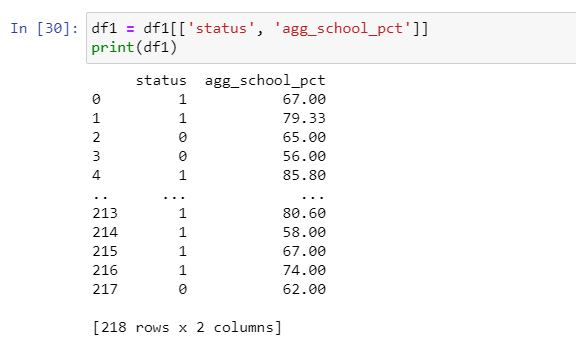 In [30]: df1 = df1[['status', 'agg_school_pct']]
print(df1)
status agg_school_pct
0 1 67.00
1 1 79.33
2 0 65.00
3 0 56.00
4 1 85.80
.. ... ...
213 1 80.60
214 1 58.00
215 1 67.00
216 1 74.00
217 0 62.00
[218 rows x 2 columns]